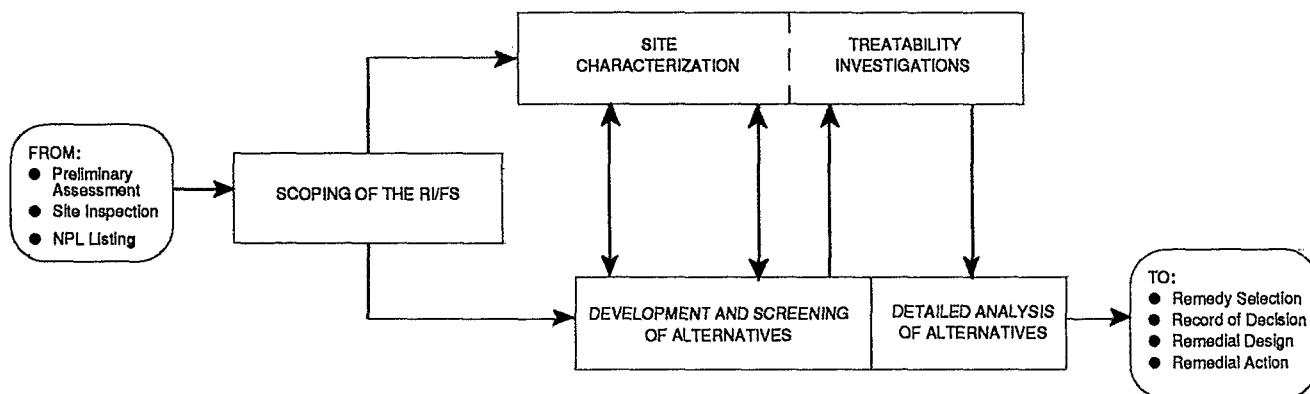 SITE
CHARACTERIZATION
TREATABILITY
INVESTIGATIONS
FROM:
● Preliminary
Assessment
● Site Inspection
● NPL Listing
SCOPING OF THE RI/FS
DEVELOPMENT AND SCREENING
OF ALTERNATIVES
DETAILED ANALYSIS
OF ALTERNATIVES
TO:
● Remedy Selection
● Record of Decision
● Remedial Design
● Remedial Action